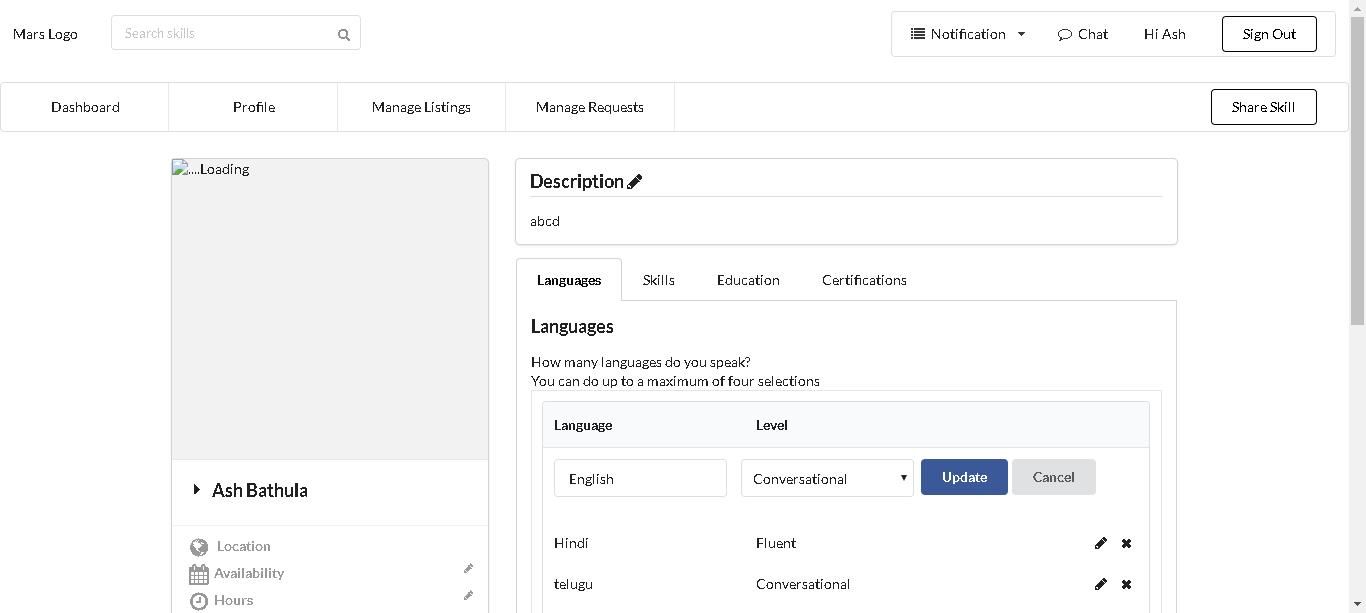 Mars Logo
Search skills
Notification
Chat
Hi Ash
Sign Out
Dashboard
Profile
Manage Listings
Manage Requests
Share Skill
....Loading
Ash Bathula
Location
Availability
Hours
Description
abcd
Languages
Skills
Education
Certifications
Languages
How many languages do you speak?
You can do up to a maximum of four selections
Language Level
English Conversational Update Cancel
Hindi Fluent
telugu Conversational